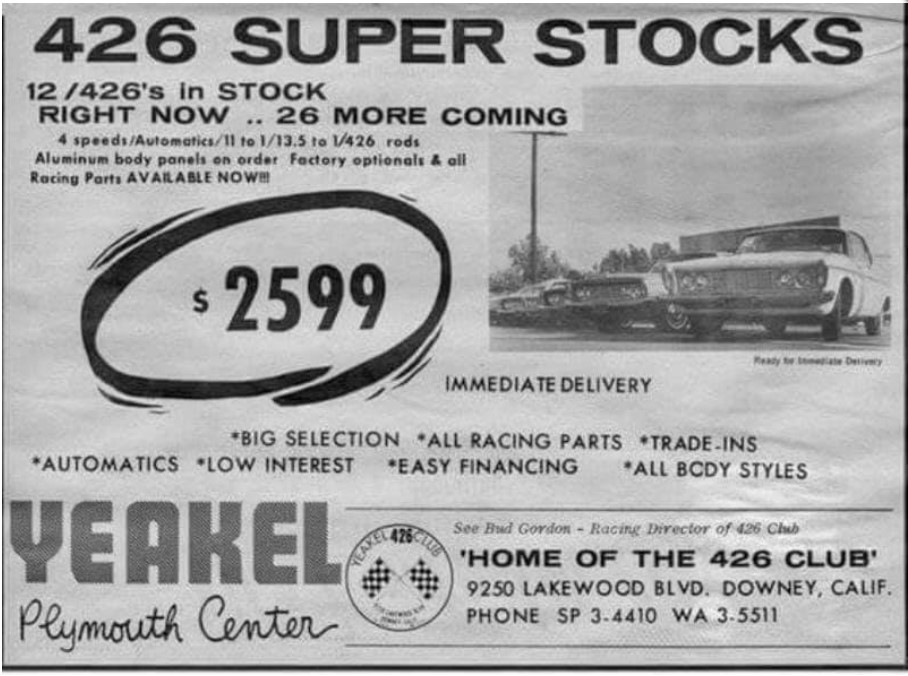 426 SUPER STOCKS
12/426's in STOCK
RIGHT NOW .. 26 MORE COMING
4 speeds/Automatics/11 to 1/13.5 to 1/426 rods
Aluminum body panels on order Factory optionals & all
Racing Parts AVAILABLE NOW!!!
$ 2599
Ready for Immediate Delivery
IMMEDIATE DELIVERY
*BIG SELECTION *ALL RACING PARTS *TRADE-INS
*AUTOMATICS *LOW INTEREST *EASY FINANCING *ALL BODY STYLES
YEAKEL
Plymouth Center
YEAKEL 426 CLUB
See Bud Gordon - Racing Director of 426 Club
'HOME OF THE 426 CLUB'
9250 LAKEWOOD BLVD. DOWNEY, CALIF.
PHONE SP 3-4410 WA 3-5511